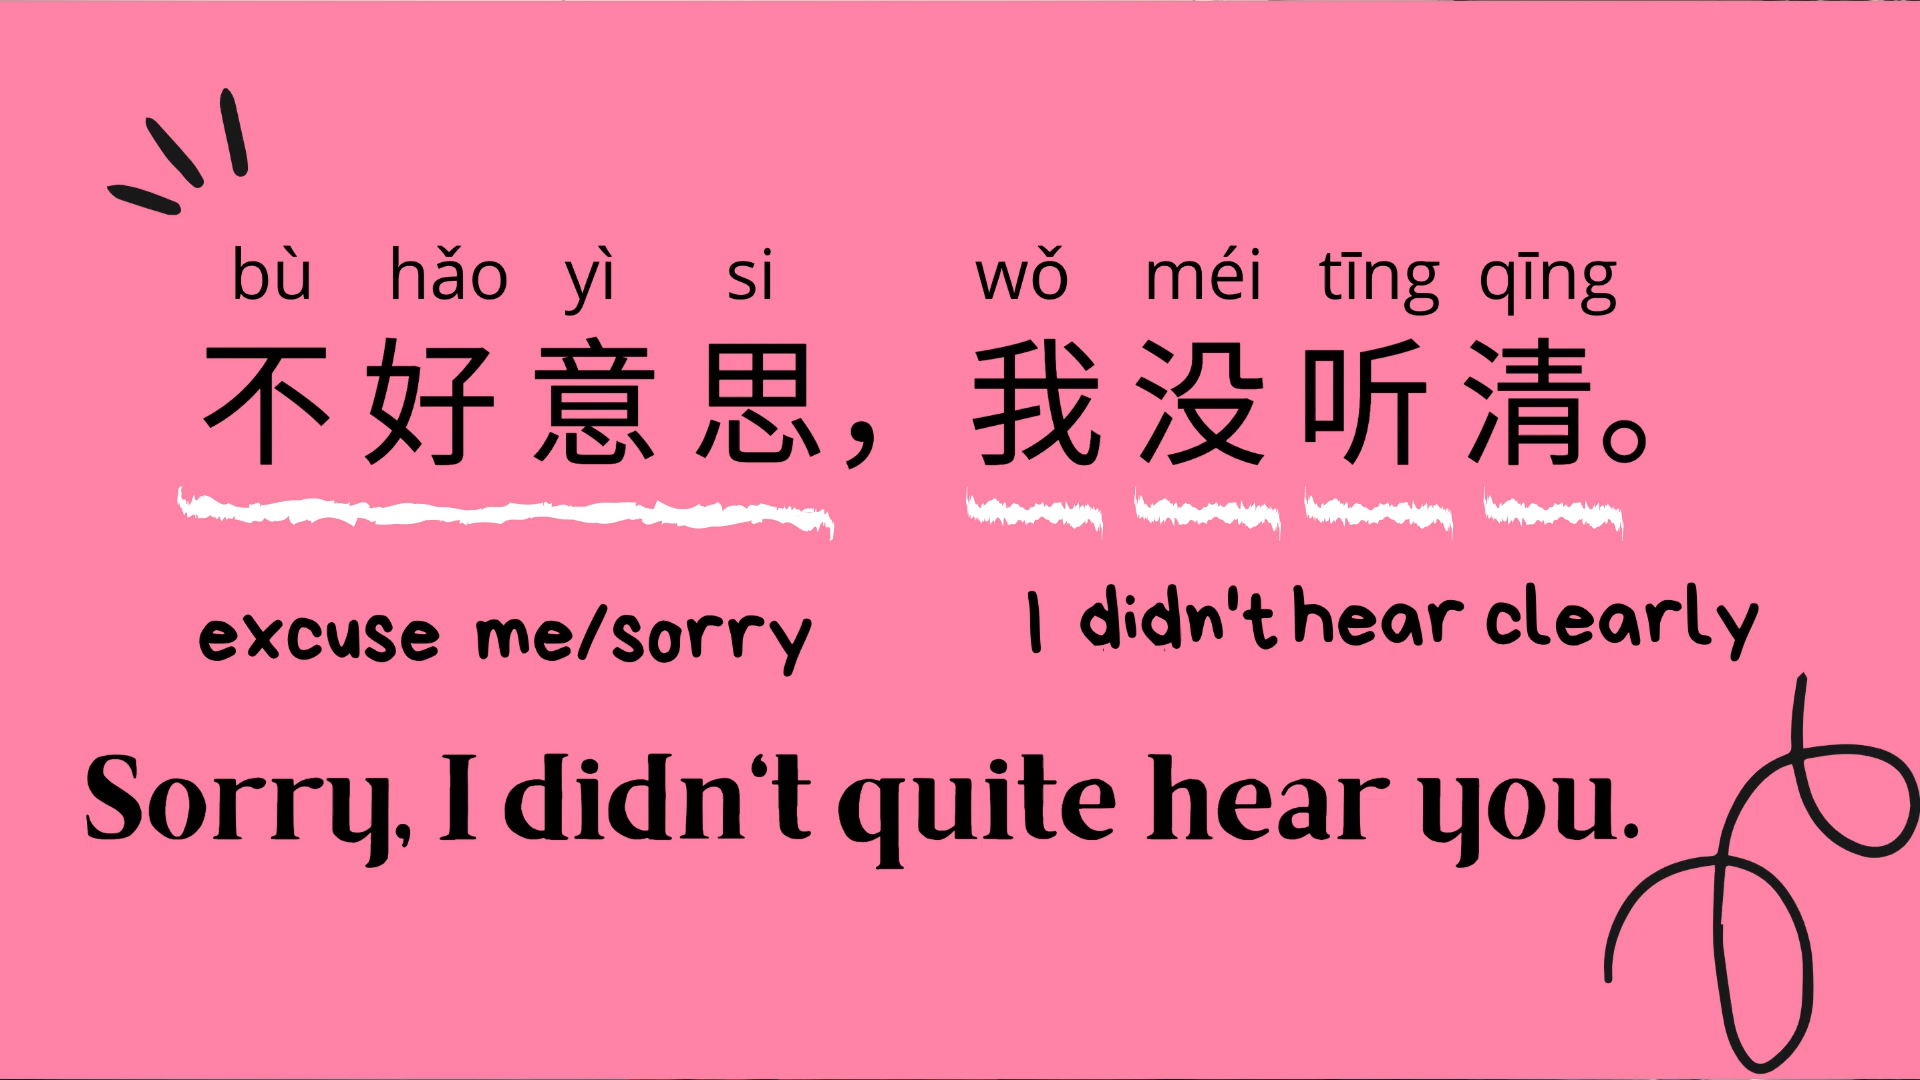 bù hǎo yì si wǒ méi tīng qīng
不好意思，我没听清。
excuse me/sorry I didn't hear clearly
Sorry, I didn‘t quite hear you.